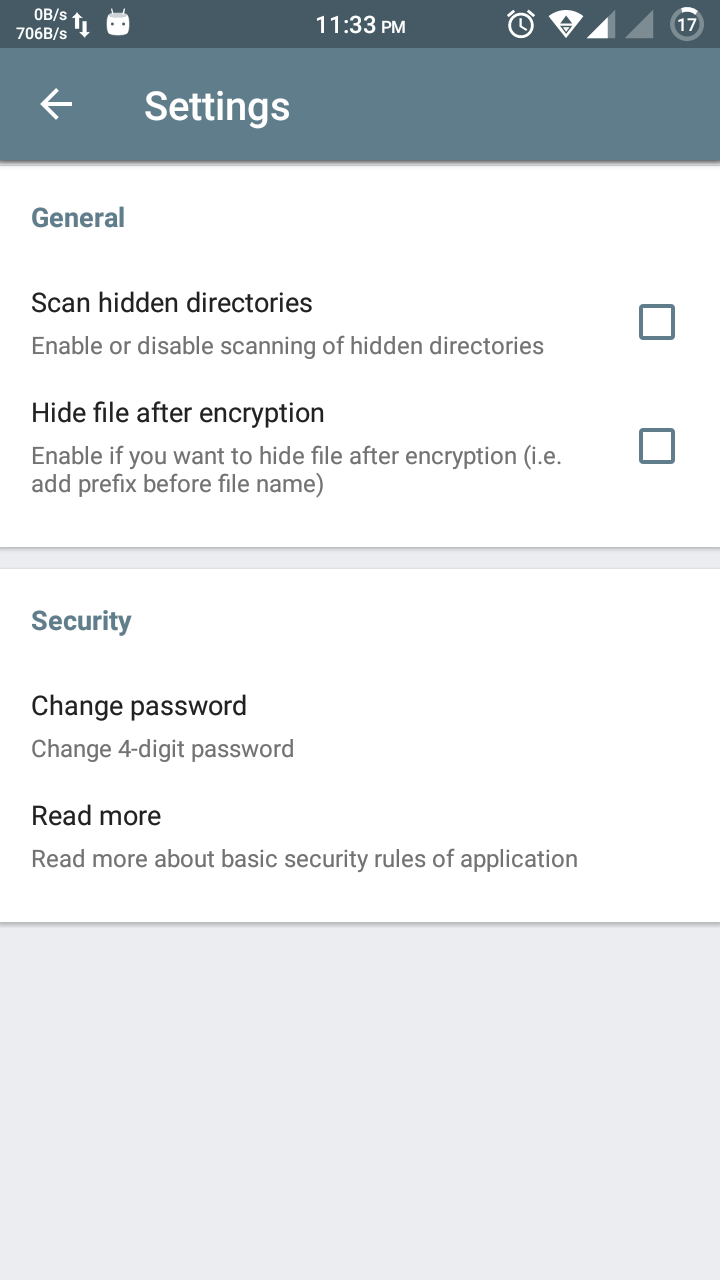 0B/s
706B/s
11:33 PM
17
Settings
General
Scan hidden directories
Enable or disable scanning of hidden directories
Hide file after encryption
Enable if you want to hide file after encryption (i.e.
add prefix before file name)
Security
Change password
Change 4-digit password
Read more
Read more about basic security rules of application